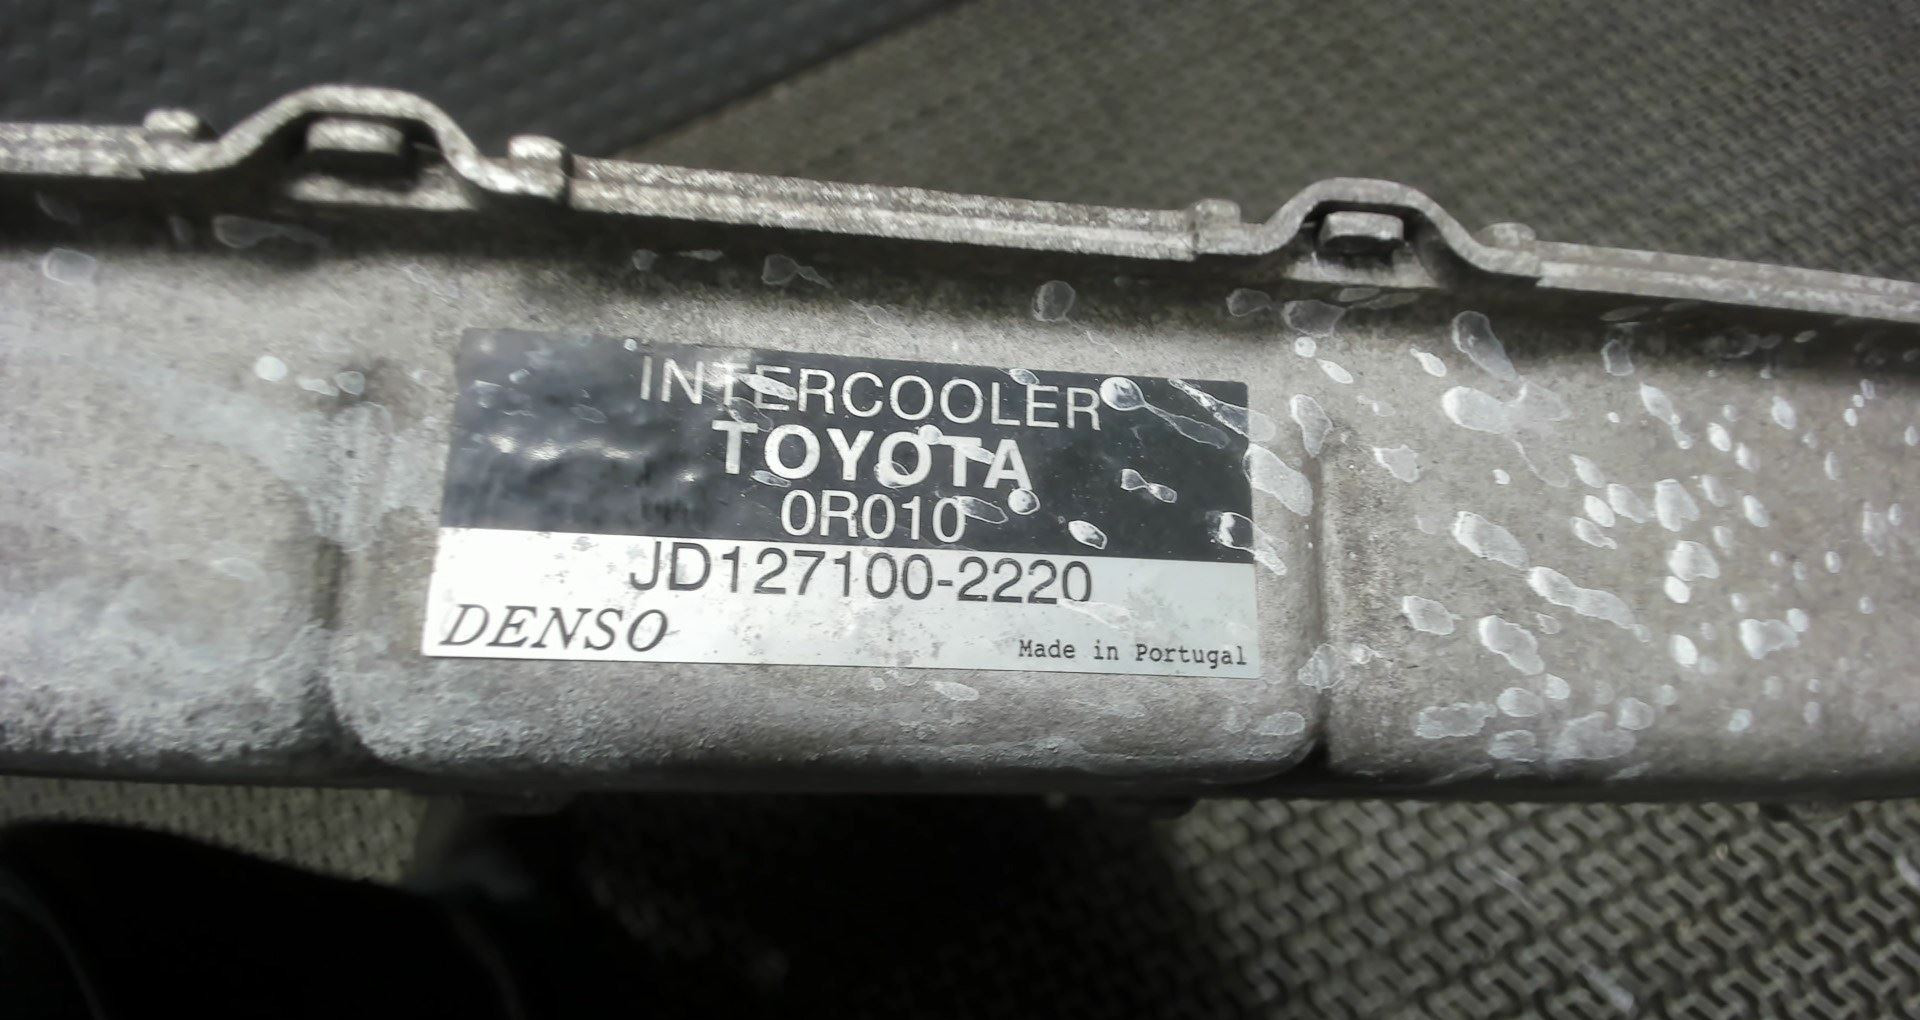 INTERCOOLER
TOYOTA
0R010
JD127100-2220
DENSO
Made in Portugal